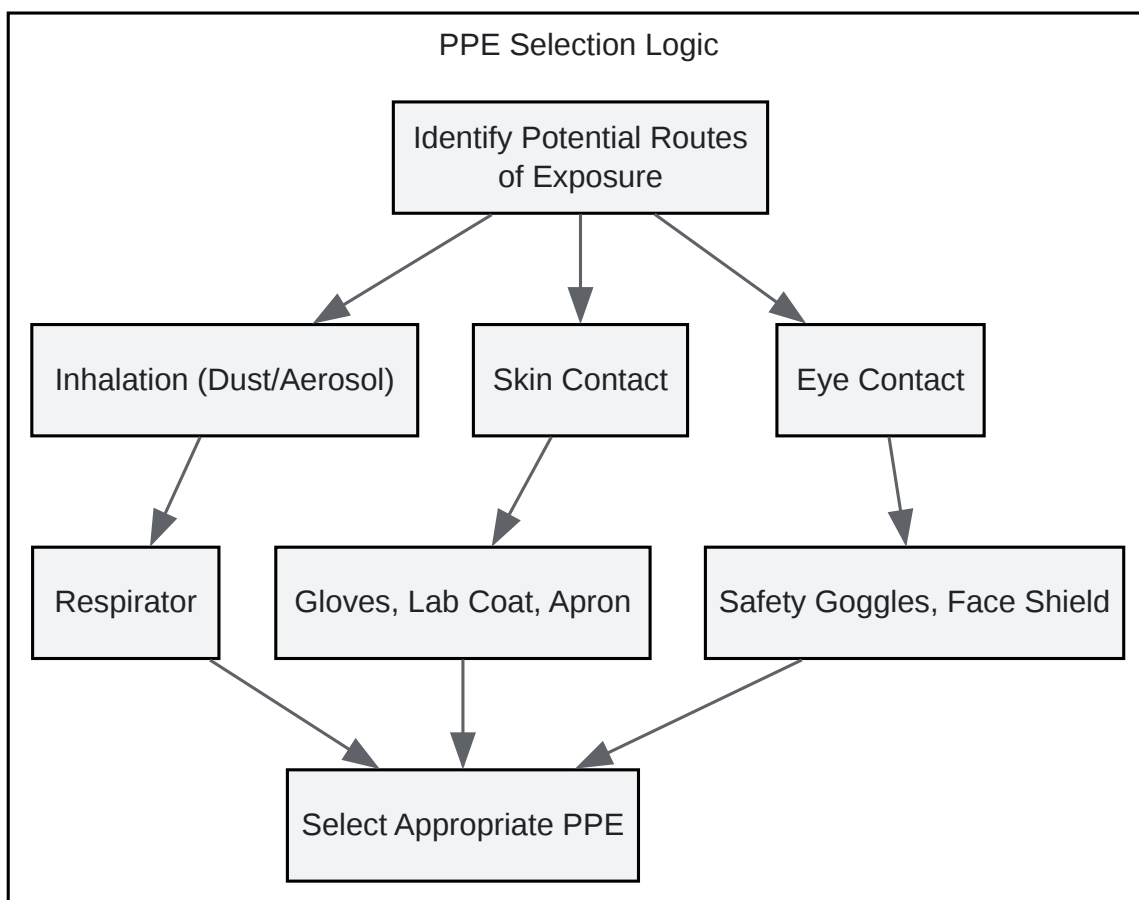 PPE Selection Logic
Identify Potential Routes
of Exposure
Inhalation (Dust/Aerosol)
Skin Contact
Eye Contact
Respirator
Gloves, Lab Coat, Apron
Safety Goggles, Face Shield
Select Appropriate PPE